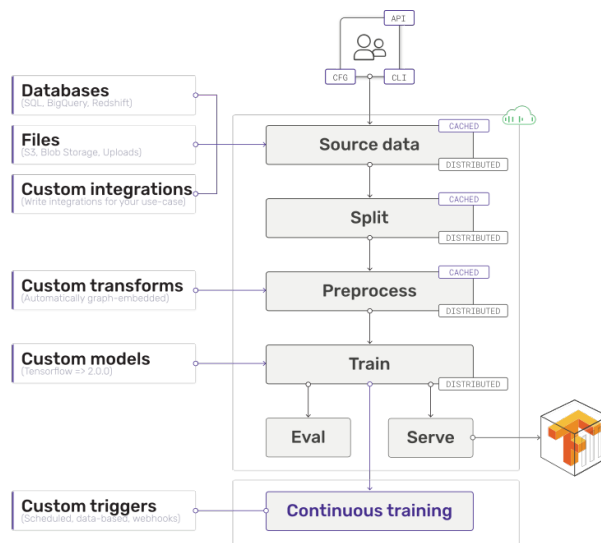 API
CFG
CLI
Databases
(SQL, BigQuery, Redshift)
Files
(S3, Blob Storage, Uploads)
Custom integrations
(Write integrations for your use-case)
CACHED
Source data
DISTRIBUTED
CACHED
Split
DISTRIBUTED
Custom transforms
(Automatically graph-embedded)
CACHED
Preprocess
DISTRIBUTED
Custom models
(Tensorflow => 2.0.0)
Train
DISTRIBUTED
Eval
Serve
Custom triggers
(Scheduled, data-based, webhooks)
Continuous training